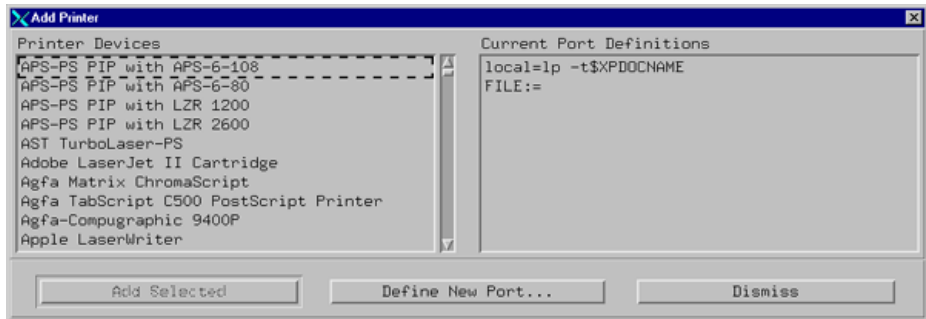 Add Printer
Printer Devices
APS-PS PIP with APS-6-108
APS-PS PIP with APS-6-80
APS-PS PIP with LZR 1200
APS-PS PIP with LZR 2600
AST TurboLaser-PS
Adobe LaserJet II Cartridge
Agfa Matrix ChromaScript
Agfa TabScript C500 PostScript Printer
Agfa-Compugraphic 9400P
Apple LaserWriter
Current Port Definitions
local=lp -t$XPDOCNAME
FILE:=
Add Selected
Define New Port...
Dismiss